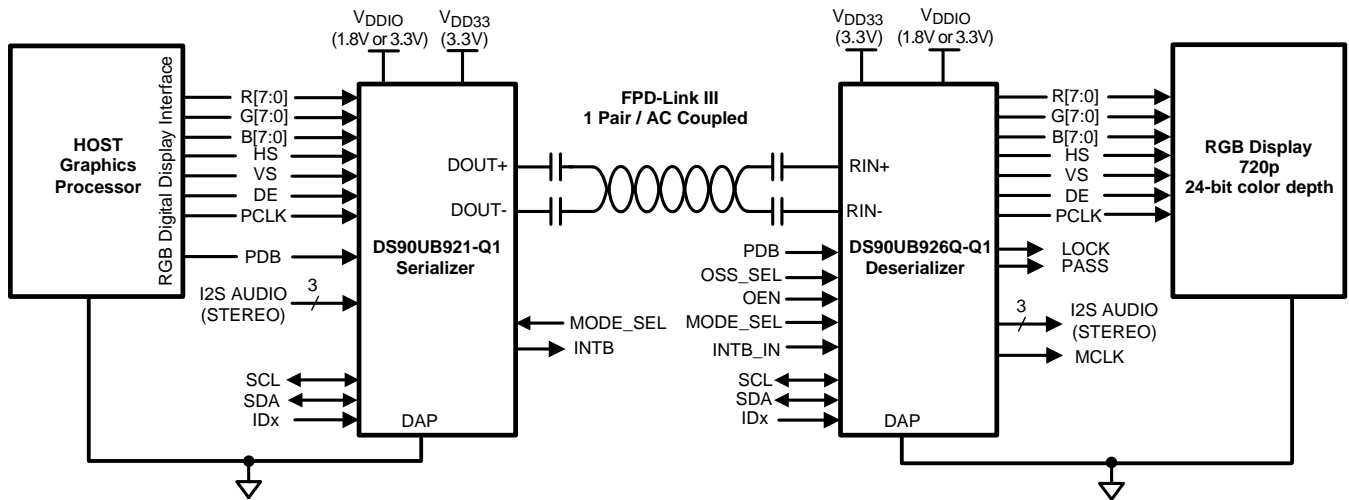 VDDIO
(1.8V or 3.3V)
VDD33
(3.3V)
VDD33
(3.3V)
VDDIO
(1.8V or 3.3V)
HOST
Graphics
Processor
RGB Digital Display Interface
R[7:0]
G[7:0]
B[7:0]
HS
VS
DE
PCLK
PDB
I2S AUDIO
(STEREO)
3
SCL
SDA
IDx
DOUT+
DOUT-
DS90UB921-Q1
Serializer
MODE_SEL
INTB
DAP
FPD-Link III
1 Pair / AC Coupled
RIN+
RIN-
DS90UB926Q-Q1
Deserializer
PDB
OSS_SEL
OEN
MODE_SEL
INTB_IN
SCL
SDA
IDx
DAP
R[7:0]
G[7:0]
B[7:0]
HS
VS
DE
PCLK
LOCK
PASS
3
I2S AUDIO
(STEREO)
MCLK
RGB Display
720p
24-bit color depth